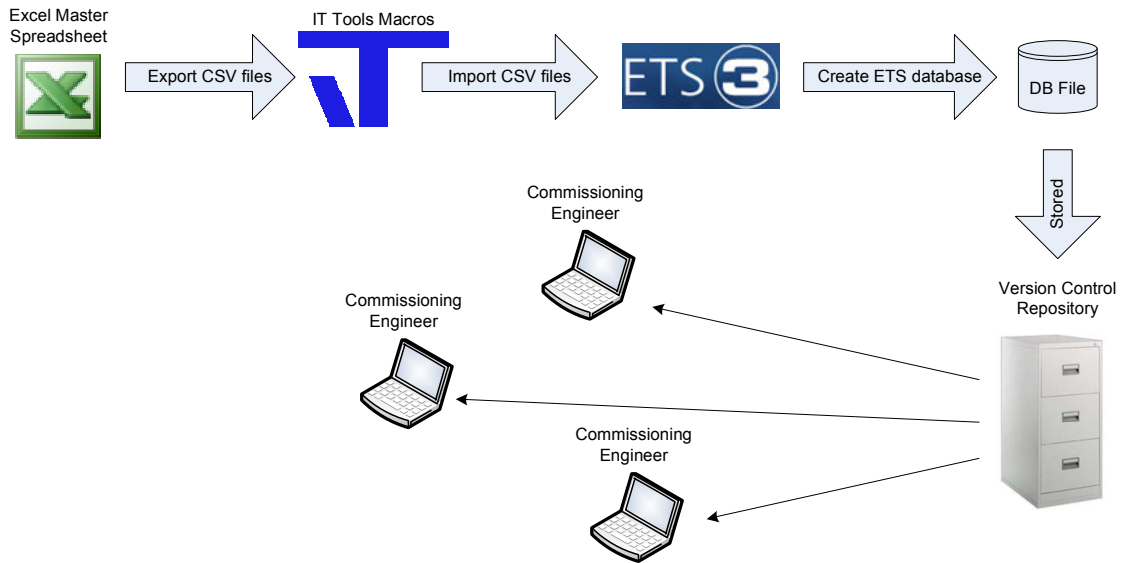 Excel Master
Spreadsheet
IT Tools Macros
Export CSV files
Import CSV files
ETS 3
Create ETS database
DB File
Stored
Commissioning
Engineer
Version Control
Repository
Commissioning
Engineer
Commissioning
Engineer